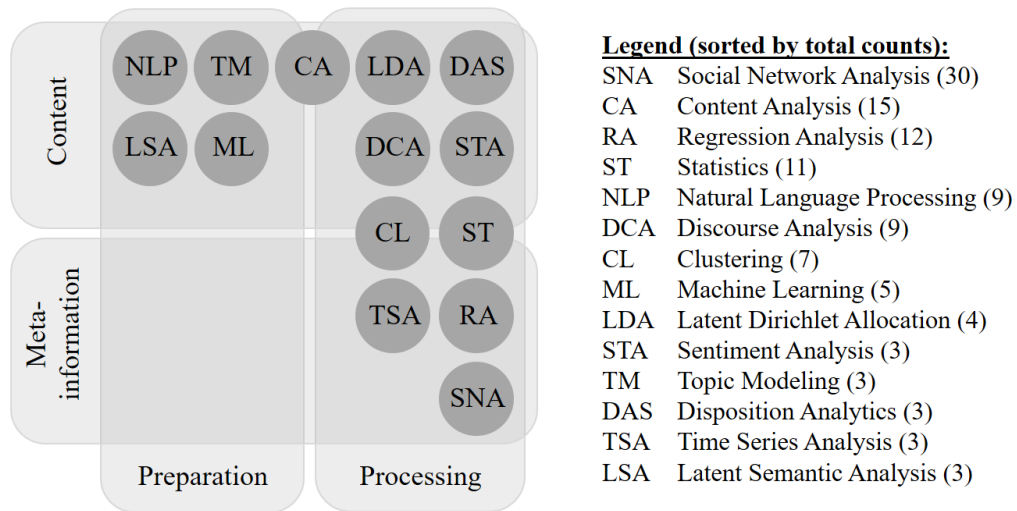 Content
NLP TM CA LDA DAS
LSA ML DCA STA
CL ST
Meta-
information
TSA RA
SNA
Preparation Processing
Legend (sorted by total counts):
SNA Social Network Analysis (30)
CA Content Analysis (15)
RA Regression Analysis (12)
ST Statistics (11)
NLP Natural Language Processing (9)
DCA Discourse Analysis (9)
CL Clustering (7)
ML Machine Learning (5)
LDA Latent Dirichlet Allocation (4)
STA Sentiment Analysis (3)
TM Topic Modeling (3)
DAS Disposition Analytics (3)
TSA Time Series Analysis (3)
LSA Latent Semantic Analysis (3)